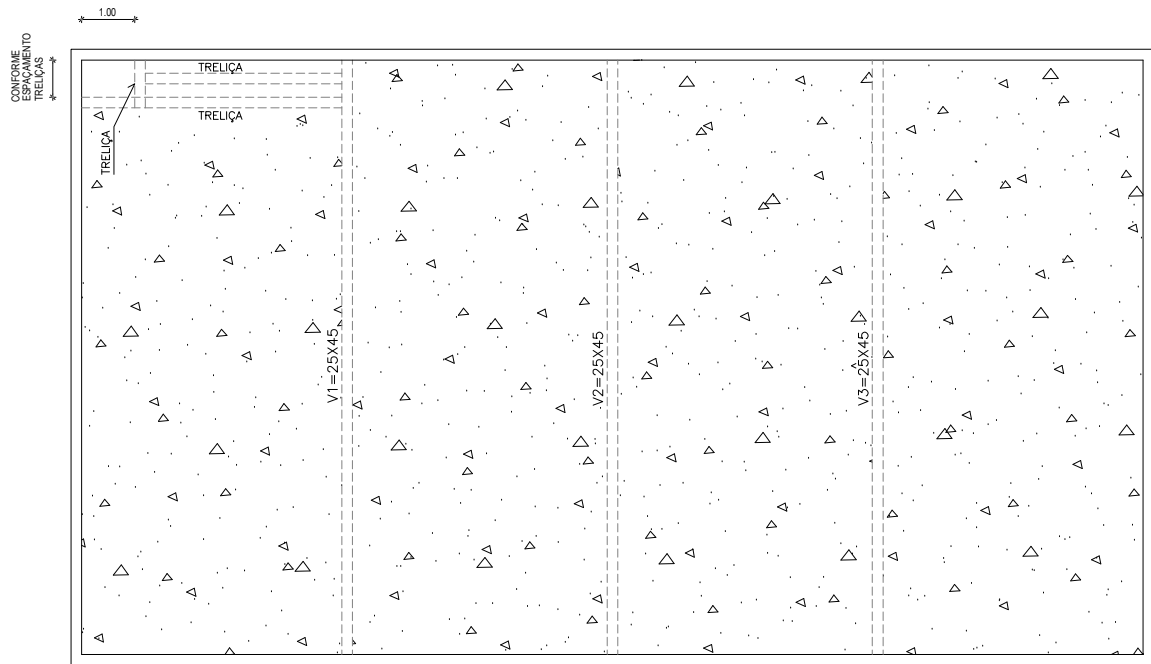 1.00
CONFORME
ESPAÇAMENTO
TRELIÇAS
TRELIÇA
TRELIÇA
TRELIÇA
V1=25X45
V2=25X45
V3=25X45